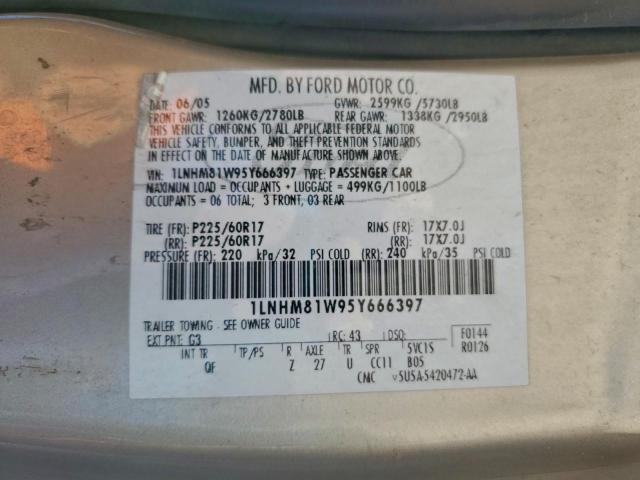 MFD. BY FORD MOTOR CO.
DATE: 06/05 GVWR: 2599KG /5730LB
FRONT GAWR: 1260KG/2780LB REAR GAWR: 1338KG /2950LB
THIS VEHICLE CONFORMS TO ALL APPLICABLE FEDERAL MOTOR
VEHICLE SAFETY, BUMPER, AND THEFT PREVENTION STANDARDS
IN EFFECT ON THE DATE OF MANUFACTURE SHOWN ABOVE.
VIN: 1LNHM81W95Y666397 TYPE: PASSENGER CAR
MAXIMUM LOAD = OCCUPANTS + LUGGAGE = 499KG/1100LB
OCCUPANTS = 06 TOTAL; 3 FRONT, 03 REAR
TIRE (FR): P225/60R17 RIMS (FR): 17X7.0J
(RR): P225/60R17 (RR): 17X7.0J
PRESSURE (FR): 220 kPa/32 PSI COLD (RR): 240 kPa/35 PSI COLD
1LNHM81W95Y666397
TRAILER TOWING - SEE OWNER GUIDE
EXT PNT: G3 RC: 43 DSO: F0144
INT TR TP/PS R AXLE TR SPR 5VC1S R0126
QF Z 27 U CC11 B05
CMC v5U5A-5420472-AA